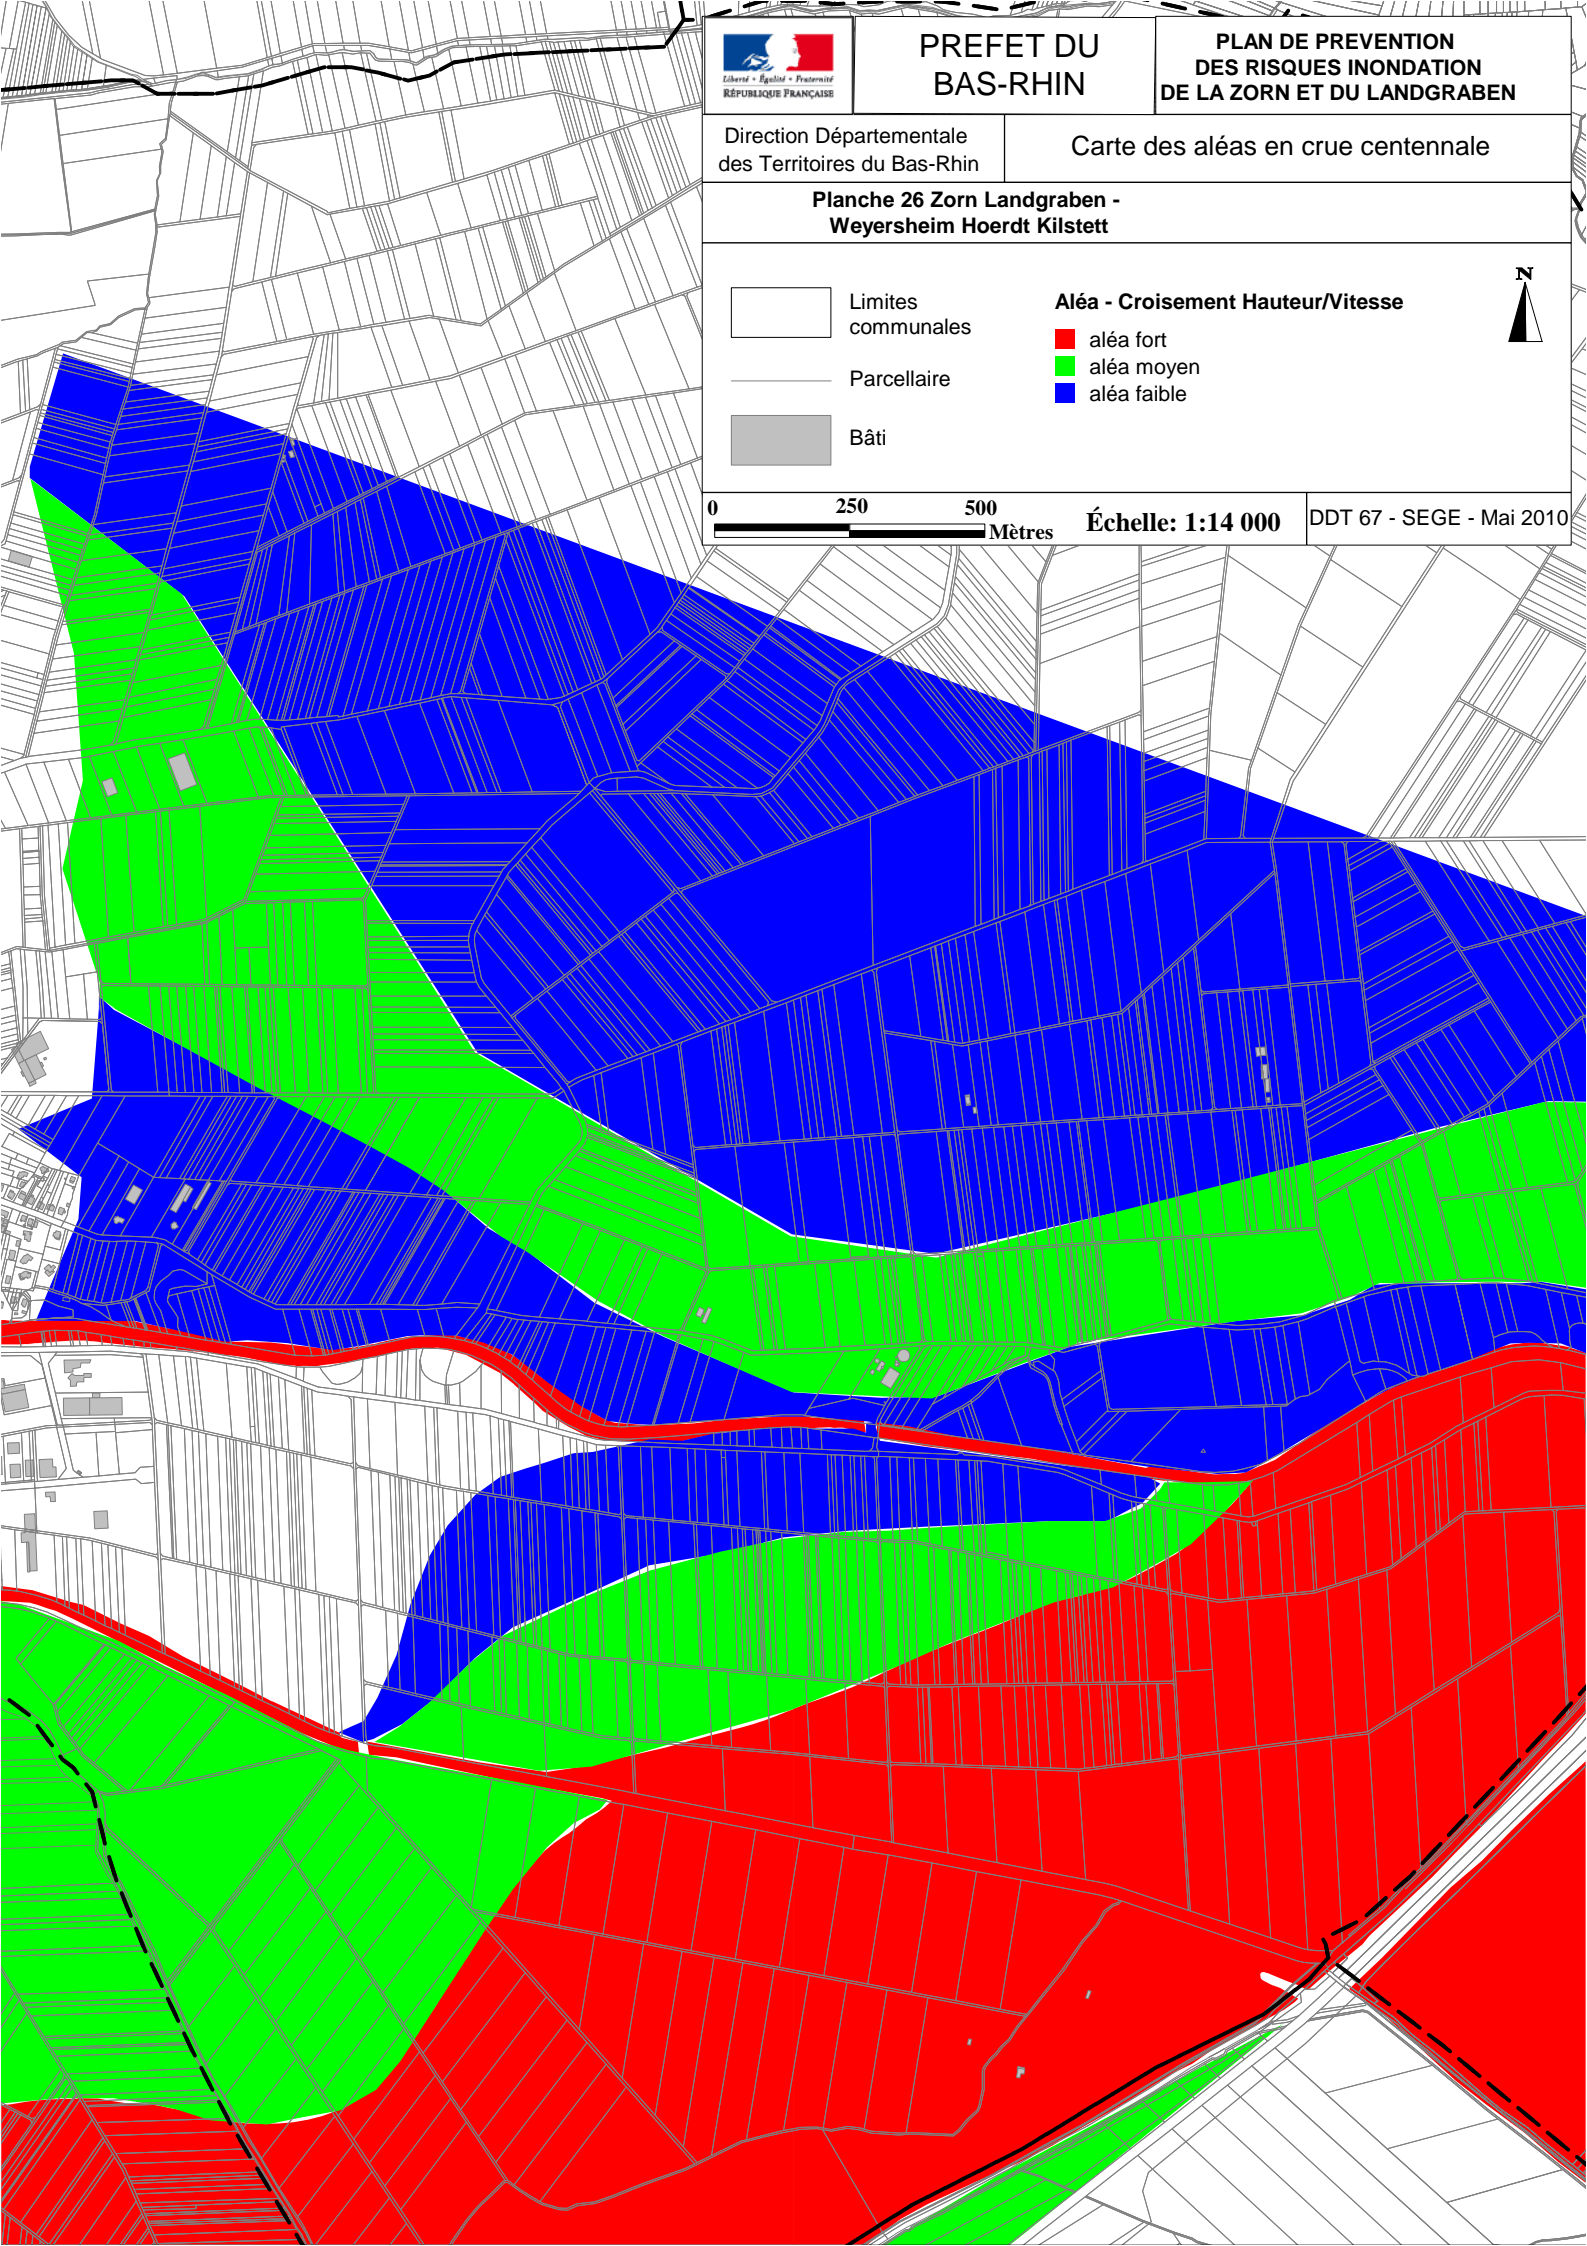 Liberté • Égalité • Fraternité
RÉPUBLIQUE FRANÇAISE
PREFET DU
BAS-RHIN
PLAN DE PREVENTION
DES RISQUES INONDATION
DE LA ZORN ET DU LANDGRABEN
Direction Départementale
des Territoires du Bas-Rhin
Carte des aléas en crue centennale
Planche 26 Zorn Landgraben -
Weyersheim Hoerdt Kilstett
Limites
communales
Parcellaire
Bâti
Aléa - Croisement Hauteur/Vitesse
aléa fort
aléa moyen
aléa faible
N
0 250 500
Mètres
Échelle: 1:14 000
DDT 67 - SEGE - Mai 2010